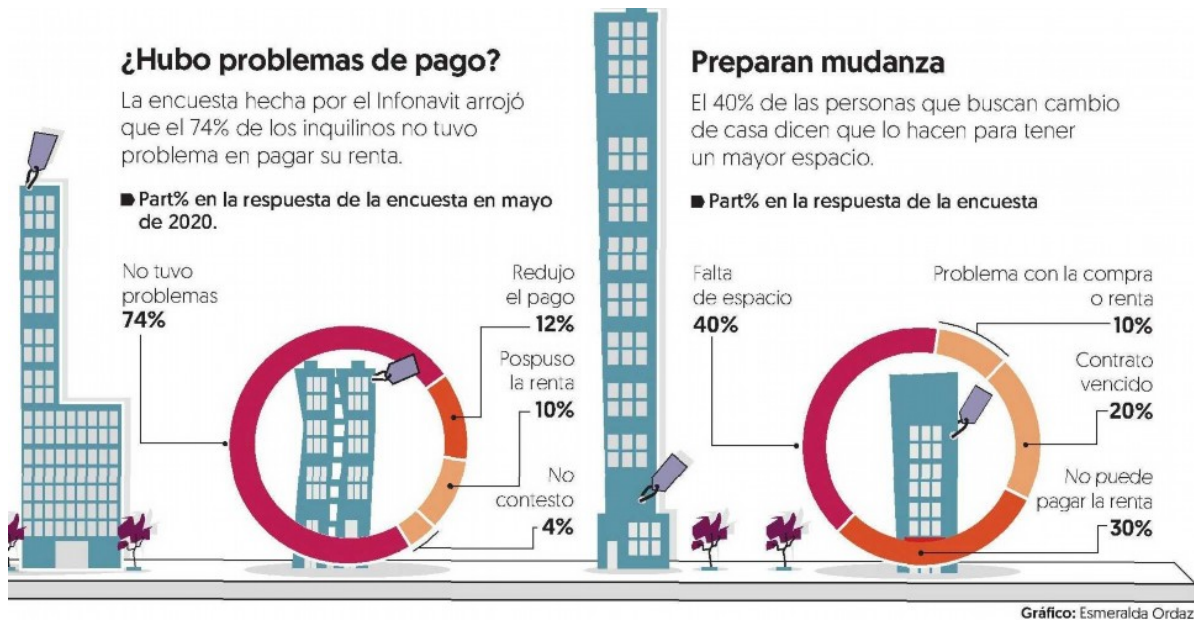 ¿Hubo problemas de pago?
La encuesta hecha por el Infonavit arrojó
que el 74% de los inquilinos no tuvo
problema en pagar su renta.
Part% en la respuesta de la encuesta en mayo
de 2020.
No tuvo
problemas
74%
Redujo
el pago
12%
Pospuso
la renta
10%
No
contesto
4%
Preparan mudanza
El 40% de las personas que buscan cambio
de casa dicen que lo hacen para tener
un mayor espacio.
Part% en la respuesta de la encuesta
Falta
de espacio
40%
Problema con la compra
o renta
10%
Contrato
vencido
20%
No puede
pagar la renta
30%
Gráfico: Esmeralda Ordaz